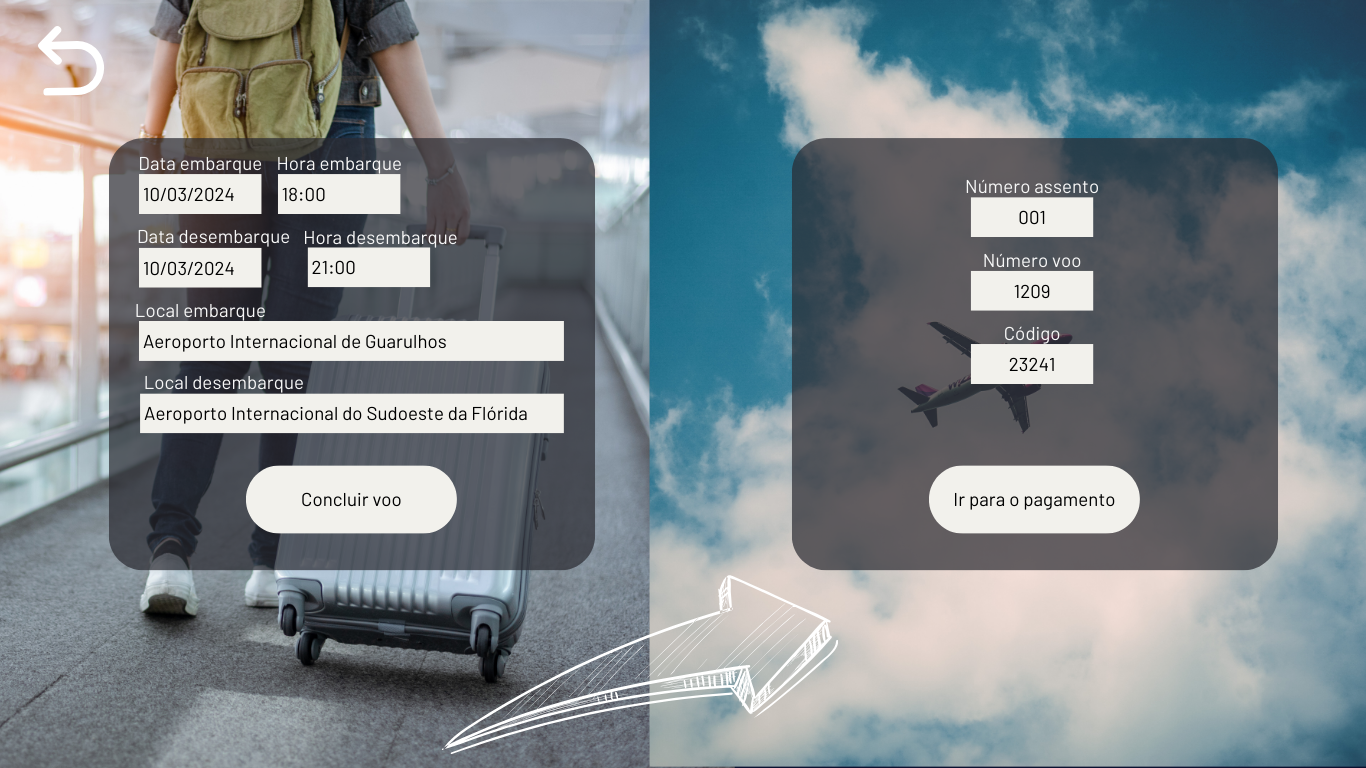 Data embarque Hora embarque
10/03/2024 18:00
Data desembarque Hora desembarque
10/03/2024 21:00
Local embarque
Aeroporto Internacional de Guarulhos
Local desembarque
Aeroporto Internacional do Sudoeste da Flórida
Concluir voo
Número assento
001
Número voo
1209
Código
23241
Ir para o pagamento